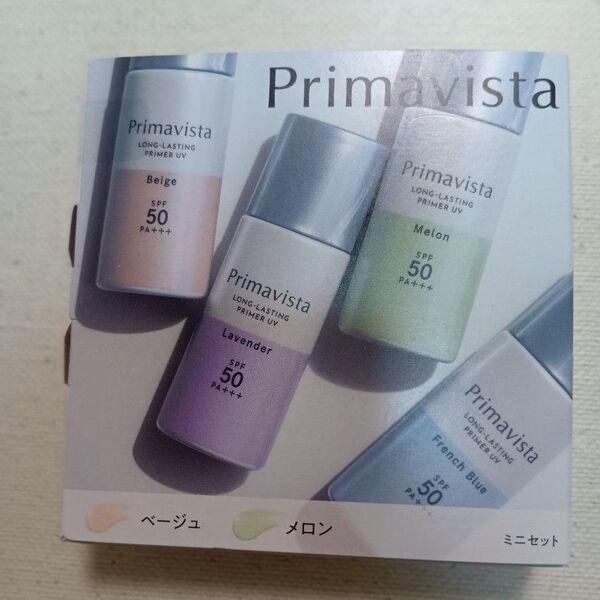 Primavista
Primavista
LONG-LASTING
PRIMER UV
Beige
SPF
50
PA+++
Primavista
LONG-LASTING
PRIMER UV
Melon
SPF
50
PA+++
Primavista
LONG-LASTING
PRIMER UV
Lavender
SPF
50
PA+++
Primavista
LONG-LASTING
PRIMER UV
French Blue
SPF
50
PA+++
ベージュ
メロン
ミニセット